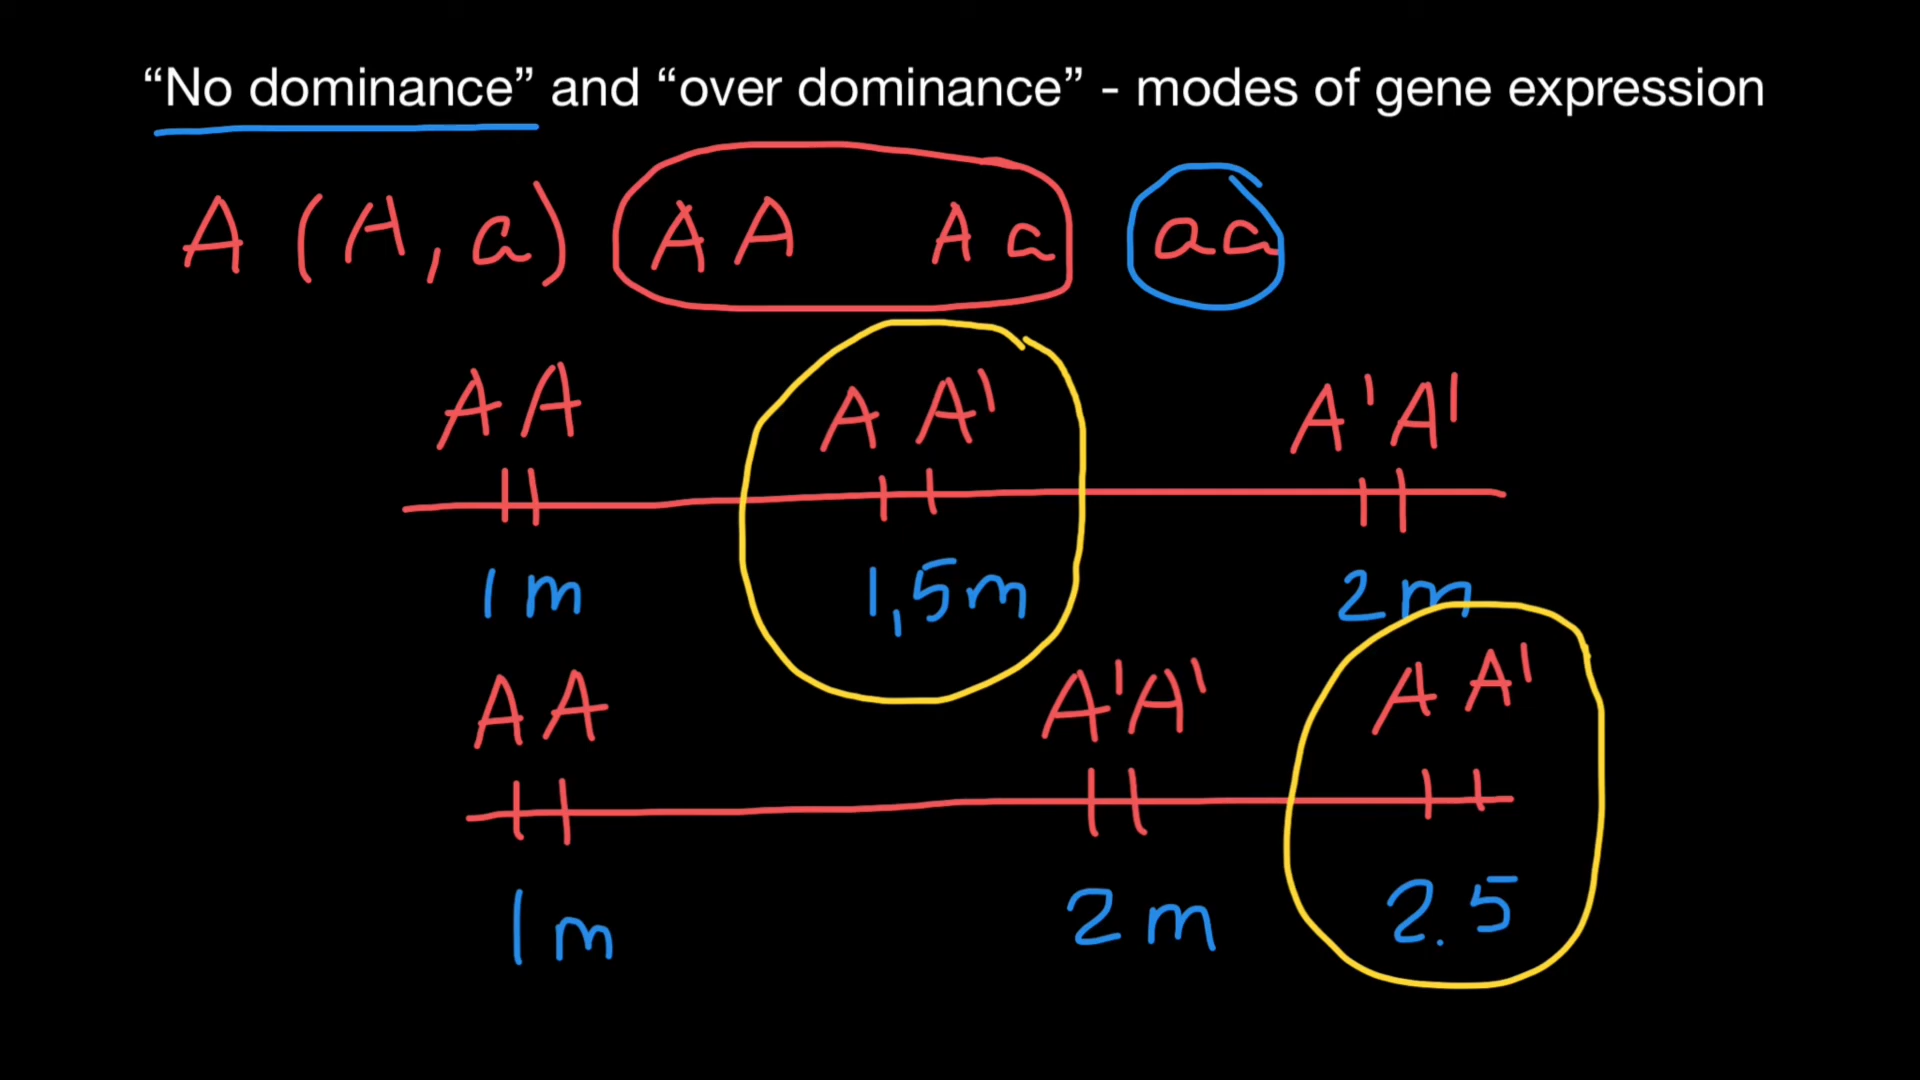 “No dominance” and “over dominance” - modes of gene expression
A (A, a) AA Aa aa
AA AA' A'A'
1m 1,5m 2m
AA A'A' AA'
1m 2m 2.5